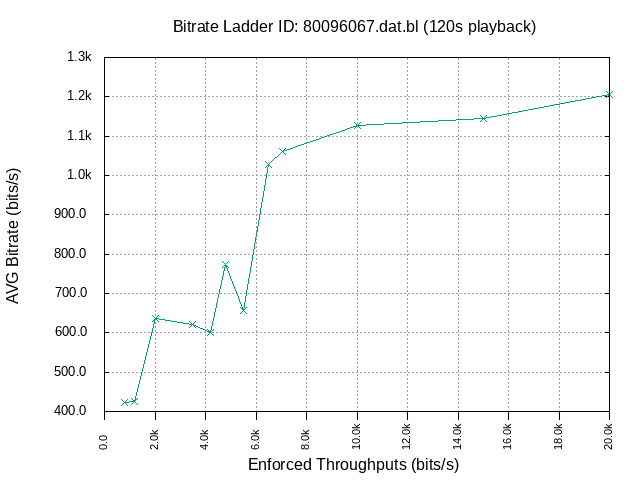 Bitrate Ladder ID: 80096067.dat.bl (120s playback)
1.3k
1.2k
1.1k
1.0k
900.0
800.0
700.0
600.0
500.0
400.0
AVG Bitrate (bits/s)
0.0 2.0k 4.0k 6.0k 8.0k 10.0k 12.0k 14.0k 16.0k 18.0k 20.0k
Enforced Throughputs (bits/s)